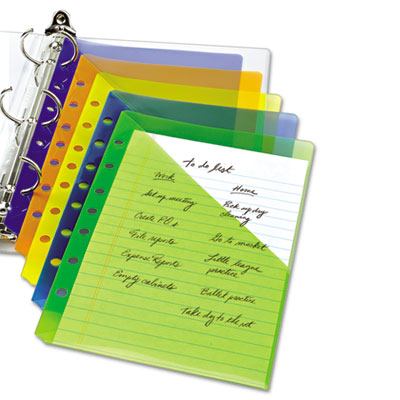 To do list
Work
Home
Set up meeting
Pick up dry
cleaning
Create P.O.s
Go to market
File reports
Little league
practice
Expense Reports
Empty cabinets
Ballet practice
Take dog to the vet